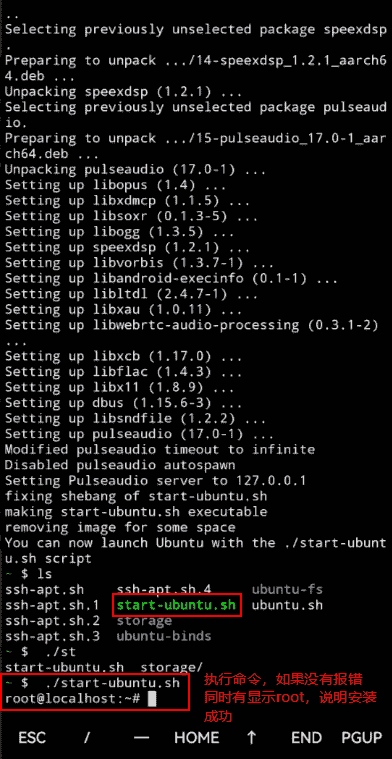 ..
Selecting previously unselected package speexdsp
.
Preparing to unpack .../14-speexdsp_1.2.1_aarch6
4.deb ...
Unpacking speexdsp (1.2.1) ...
Selecting previously unselected package pulseaud
io.
Preparing to unpack .../15-pulseaudio_17.0-1_aar
ch64.deb ...
Unpacking pulseaudio (17.0-1) ...
Setting up libopus (1.4) ...
Setting up libxdmcp (1.1.5) ...
Setting up libsoxr (0.1.3-5) ...
Setting up libogg (1.3.5) ...
Setting up speexdsp (1.2.1) ...
Setting up libvorbis (1.3.7-1) ...
Setting up libandroid-execinfo (0.1-1) ...
Setting up libltdl (2.4.7-1) ...
Setting up libxau (1.0.11) ...
Setting up libwebrtc-audio-processing (0.3.1-2)
...
Setting up libxcb (1.17.0) ...
Setting up libflac (1.4.3) ...
Setting up libx11 (1.8.9) ...
Setting up dbus (1.15.6-3) ...
Setting up libsndfile (1.2.2) ...
Setting up pulseaudio (17.0-1) ...
Modified pulseaudio timeout to infinite
Disabled pulseaudio autospawn
Setting Pulseaudio server to 127.0.0.1
fixing shebang of start-ubuntu.sh
making start-ubuntu.sh executable
removing image for some space
You can now launch Ubuntu with the ./start-ubunt
u.sh script
~ $ ls
ssh-apt.sh ssh-apt.sh.4 ubuntu-fs
ssh-apt.sh.1 start-ubuntu.sh ubuntu.sh
ssh-apt.sh.2 storage
ssh-apt.sh.3 ubuntu-binds
~ $ ./st
start-ubuntu.sh storage/
~ $ ./start-ubuntu.sh
root@localhost:~#
执行命令，如果没有报错
同时有显示root，说明安装
成功
ESC / — HOME ↑ END PGUP